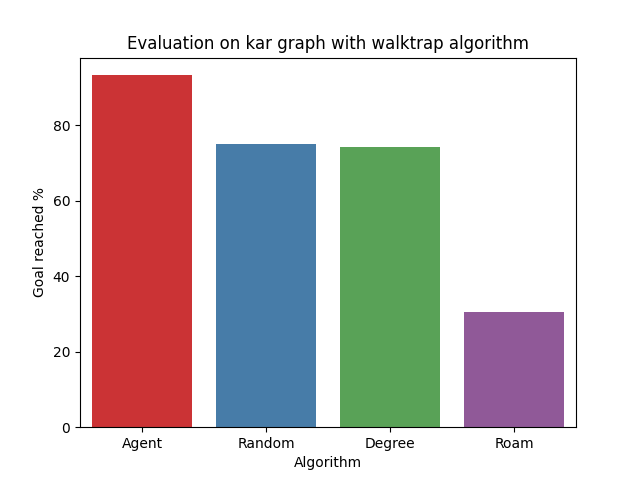 Evaluation on kar graph with walktrap algorithm
Goal reached %
80
60
40
20
0
Agent
Random
Degree
Roam
Algorithm